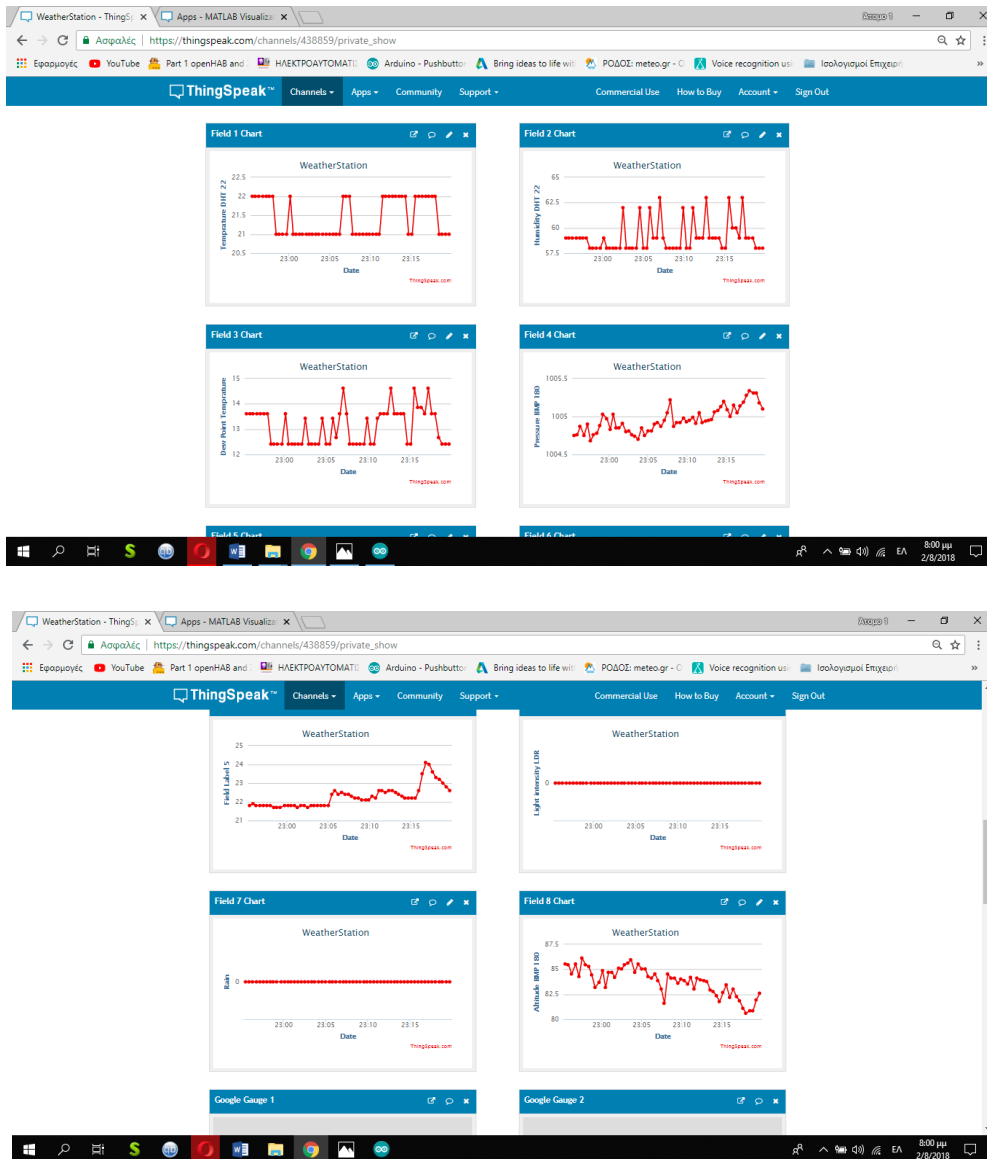 WeatherStation - ThingSp
Apps - MATLAB Visualizat
Άτομο 1
Ασφαλές | https://thingspeak.com/channels/438859/private_show
Εφαρμογές YouTube Part 1 openHAB and ΗΛΕΚΤΡΟΑΥΤΟΜΑΤΙ Arduino - Pushbutton Bring ideas to life with ΡΟΔΟΣ: meteo.gr - Voice recognition usi Ισολογισμοί Επιχειρή »
ThingSpeak™ Channels Apps Community Support Commercial Use How to Buy Account Sign Out
Field 1 Chart
WeatherStation
Temprature DHT 22
22.5
22
21.5
21
20.5
23:00 23:05 23:10 23:15
Date
ThingSpeak.com
Field 2 Chart
WeatherStation
Humidity DHT 22
65
62.5
60
57.5
23:00 23:05 23:10 23:15
Date
ThingSpeak.com
Field 3 Chart
WeatherStation
Dew Point Temprature
15
14
13
12
23:00 23:05 23:10 23:15
Date
ThingSpeak.com
Field 4 Chart
WeatherStation
Pressure BMP 180
1005.5
1005
1004.5
23:00 23:05 23:10 23:15
Date
ThingSpeak.com
Field 5 Chart
Field 6 Chart
ΕΛ
8:00 μμ
2/8/2018
WeatherStation - ThingSp
Apps - MATLAB Visualizat
Άτομο 1
Ασφαλές | https://thingspeak.com/channels/438859/private_show
Εφαρμογές YouTube Part 1 openHAB and ΗΛΕΚΤΡΟΑΥΤΟΜΑΤΙ Arduino - Pushbutton Bring ideas to life with ΡΟΔΟΣ: meteo.gr - Voice recognition usi Ισολογισμοί Επιχειρή »
ThingSpeak™ Channels Apps Community Support Commercial Use How to Buy Account Sign Out
WeatherStation
Field Label 5
25
24
23
22
21
23:00 23:05 23:10 23:15
Date
ThingSpeak.com
WeatherStation
Light intensity LDR
0
23:00 23:05 23:10 23:15
Date
ThingSpeak.com
Field 7 Chart
WeatherStation
Rain
0
23:00 23:05 23:10 23:15
Date
ThingSpeak.com
Field 8 Chart
WeatherStation
Altitude BMP 180
87.5
85
82.5
80
23:00 23:05 23:10 23:15
Date
ThingSpeak.com
Google Gauge 1
Google Gauge 2
ΕΛ
8:00 μμ
2/8/2018